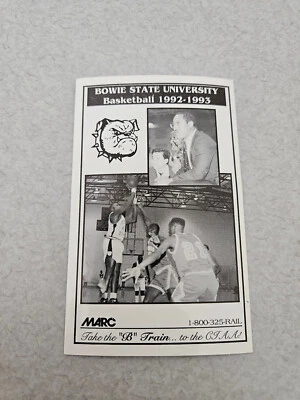 BOWIE STATE UNIVERSITY
Basketball 1992-1993
MARC
1-800-325-RAIL
Take the "B" Train... to the CIAA!